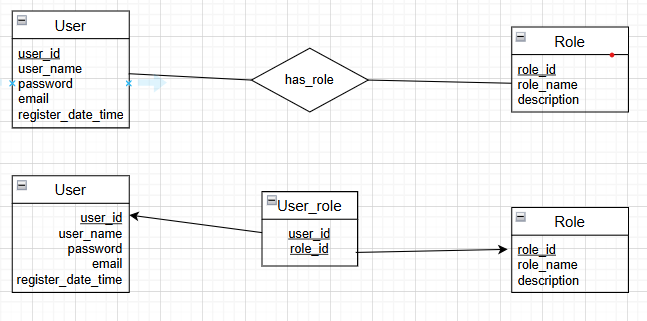 User
user_id
user_name
password
email
register_date_time
has_role
Role
role_id
role_name
description
User
user_id
user_name
password
email
register_date_time
User_role
user_id
role_id
Role
role_id
role_name
description